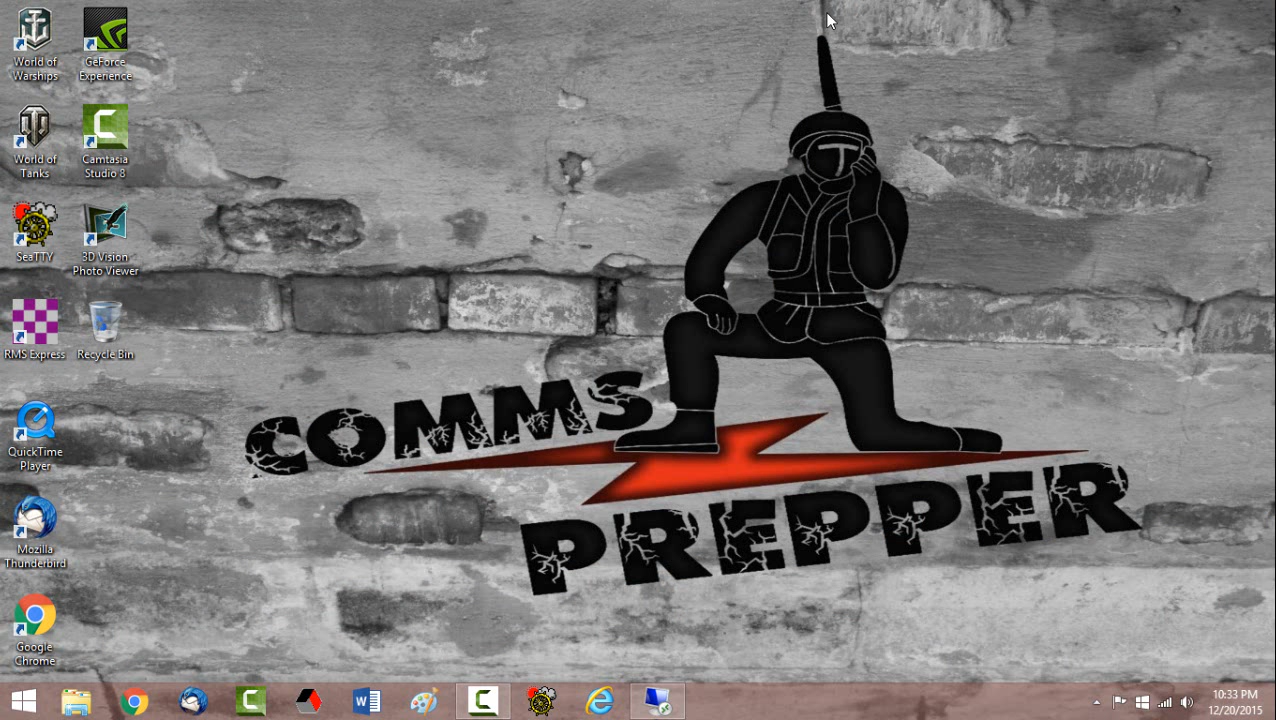 World of
Warships
GeForce
Experience
World of
Tanks
Camtasia
Studio 8
SeaTTY
3D Vision
Photo Viewer
RMS Express
Recycle Bin
QuickTime
Player
Mozilla
Thunderbird
Google
Chrome
COMMS
PREPPER
10:33 PM
12/20/2015